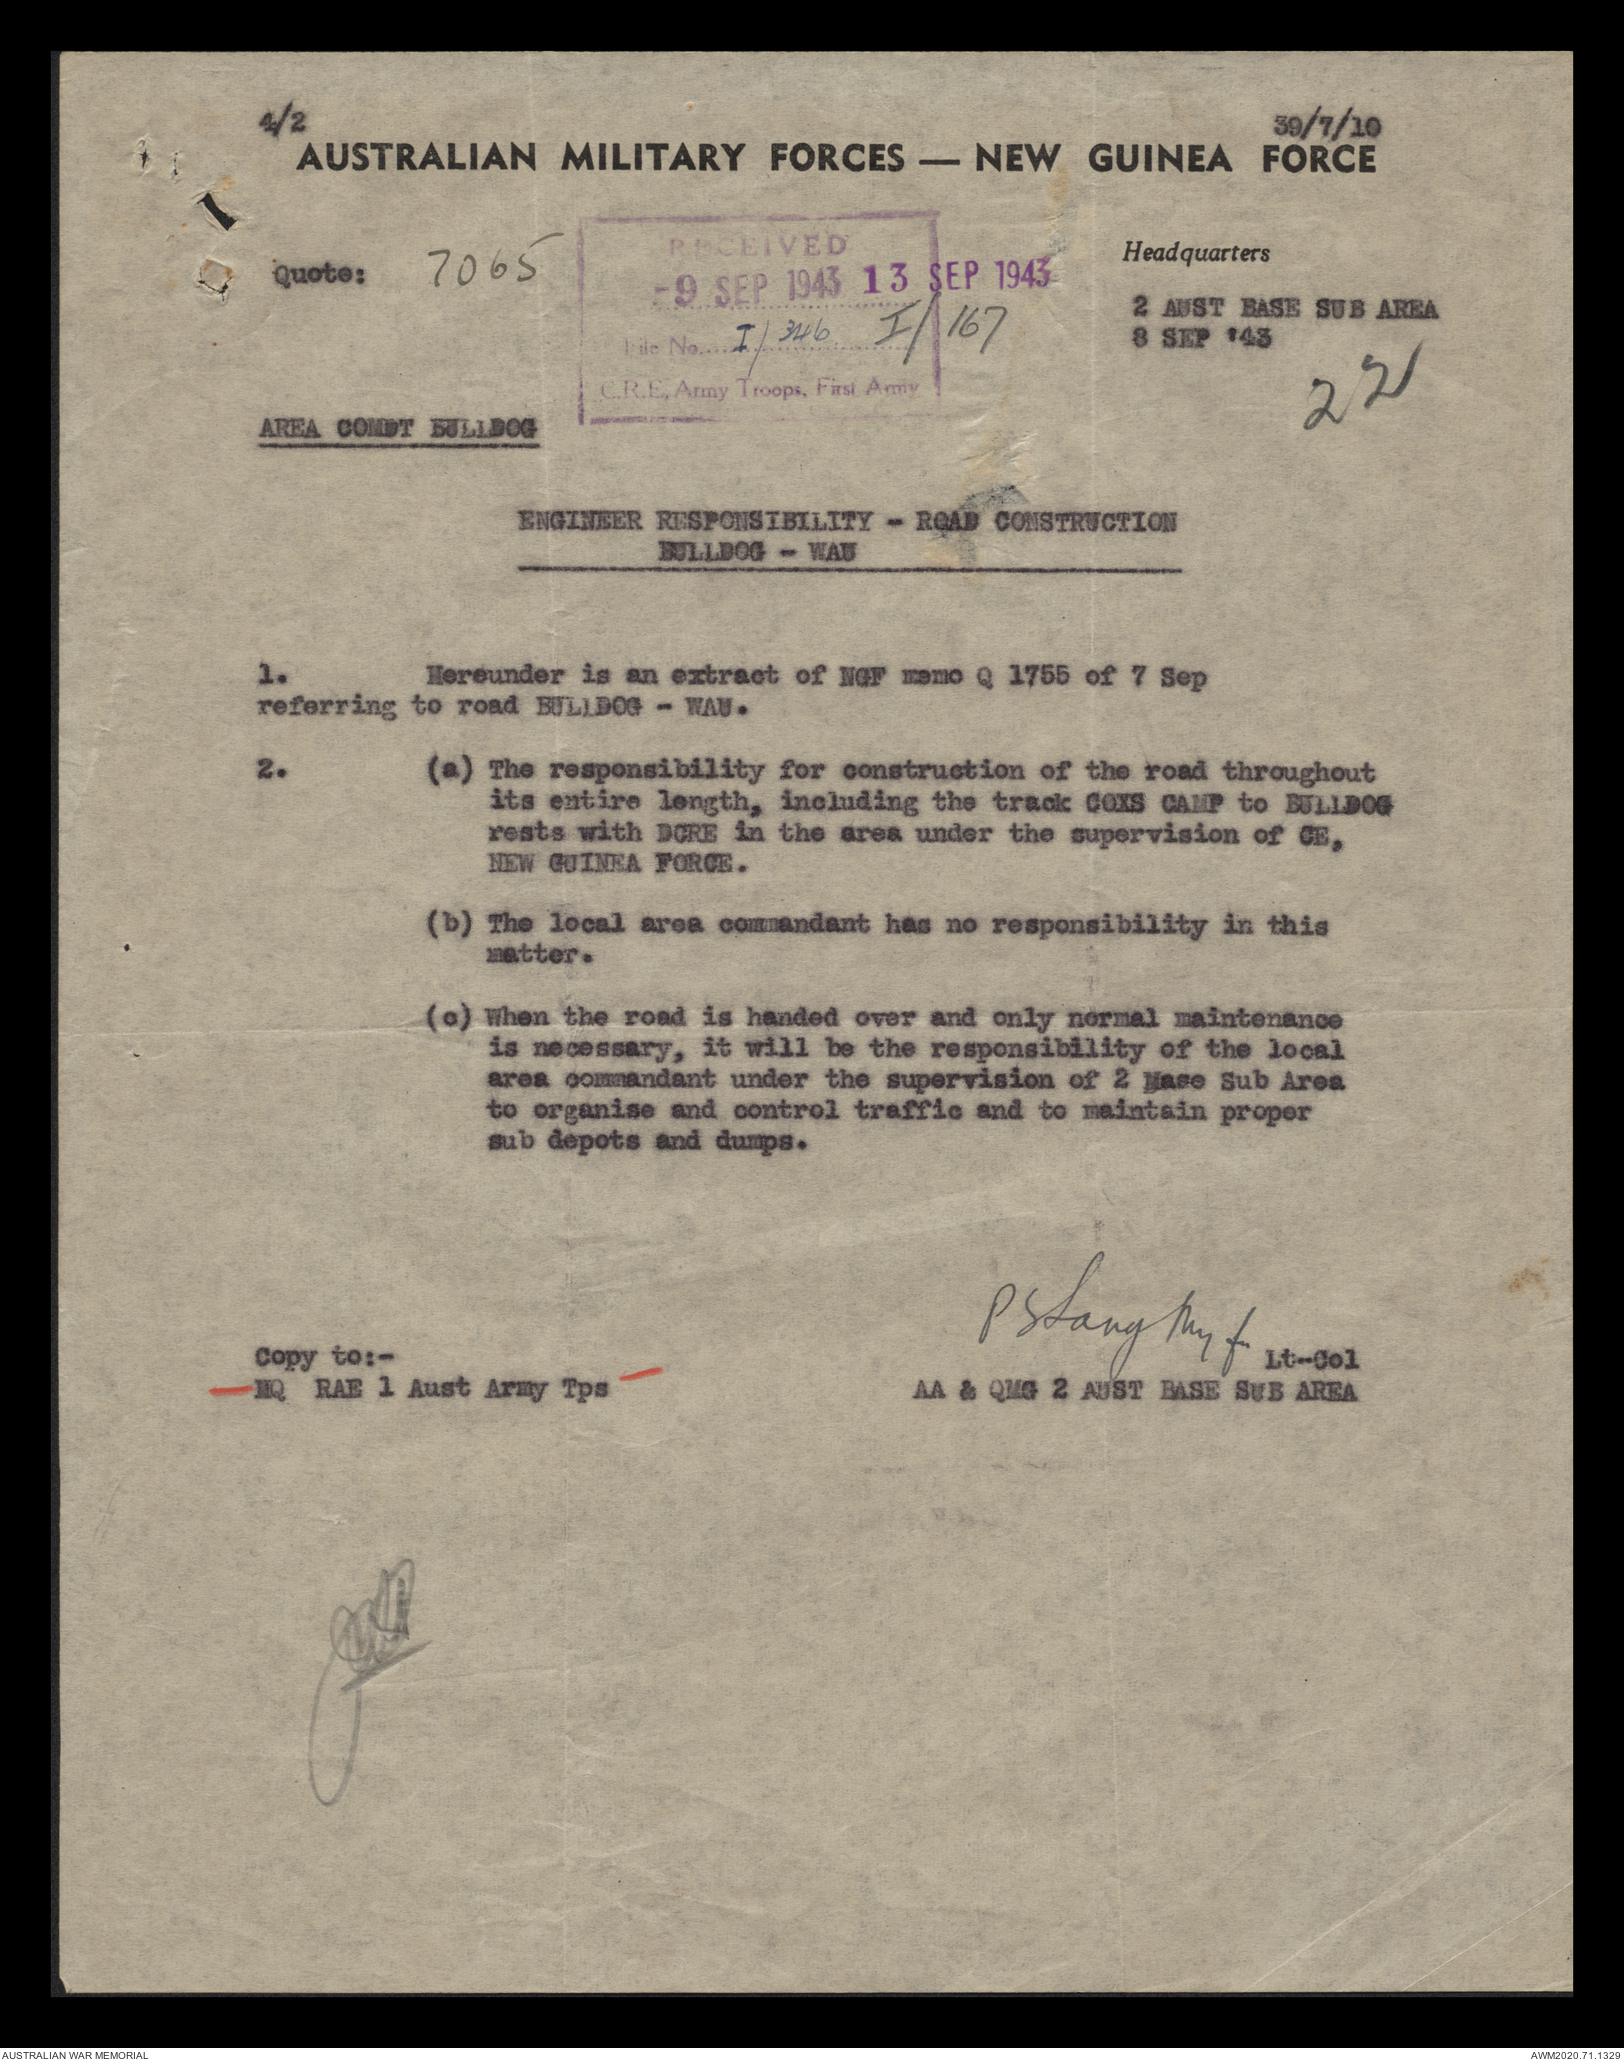 4/2
39/7/10
AUSTRALIAN MILITARY FORCES — NEW GUINEA FORCE
Quote: 7065
RECEIVED
-9 SEP 1943 13 SEP 1943
File No. I/346 I/167
C.R.E., Army Troops, First Army
Headquarters
2 AUST BASE SUB AREA
8 SEP '43
221
AREA COMDT BULLDOG
ENGINEER RESPONSIBILITY - ROAD CONSTRUCTION
BULLDOG - WAU
1. Hereunder is an extract of NGF memo Q 1755 of 7 Sep
referring to road BULLDOG - WAU.
2. (a) The responsibility for construction of the road throughout
its entire length, including the track COXS CAMP to BULLDOG
rests with DCRE in the area under the supervision of CE,
NEW GUINEA FORCE.
(b) The local area commandant has no responsibility in this
matter.
(c) When the road is handed over and only normal maintenance
is necessary, it will be the responsibility of the local
area commandant under the supervision of 2 Base Sub Area
to organise and control traffic and to maintain proper
sub depots and dumps.
Lt-Col
AA & QMG 2 AUST BASE SUB AREA
Copy to:-
HQ RAE 1 Aust Army Tps
AUSTRALIAN WAR MEMORIAL
AWM2020.71.1329